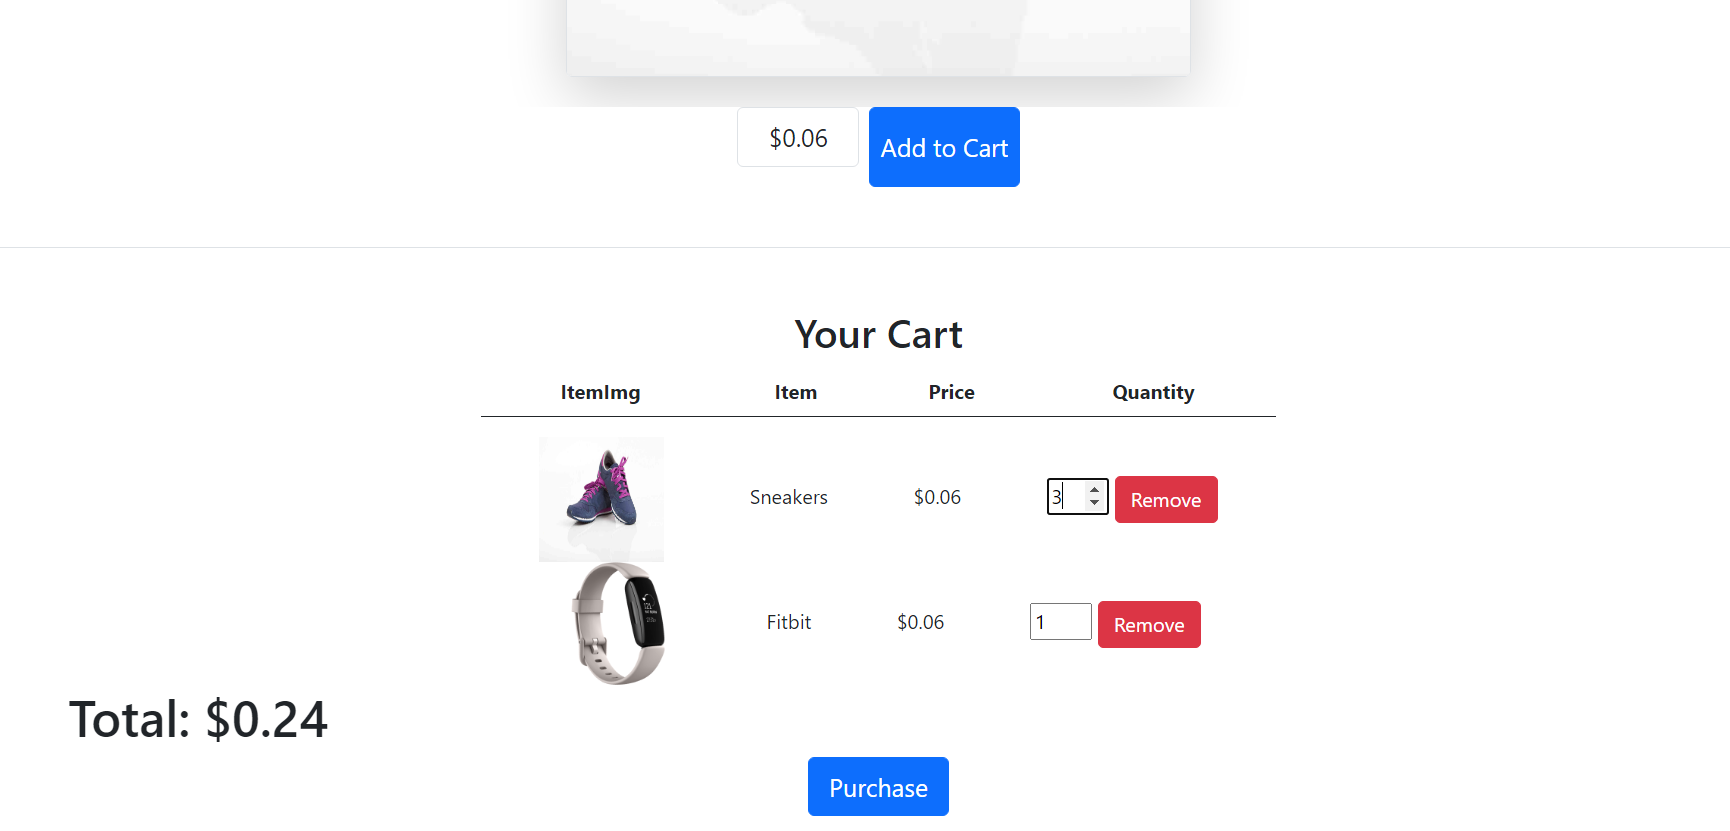 $0.06
Add to Cart
Your Cart
ItemImg Item Price Quantity
Sneakers $0.06 3 Remove
Fitbit $0.06 1 Remove
Total: $0.24
Purchase